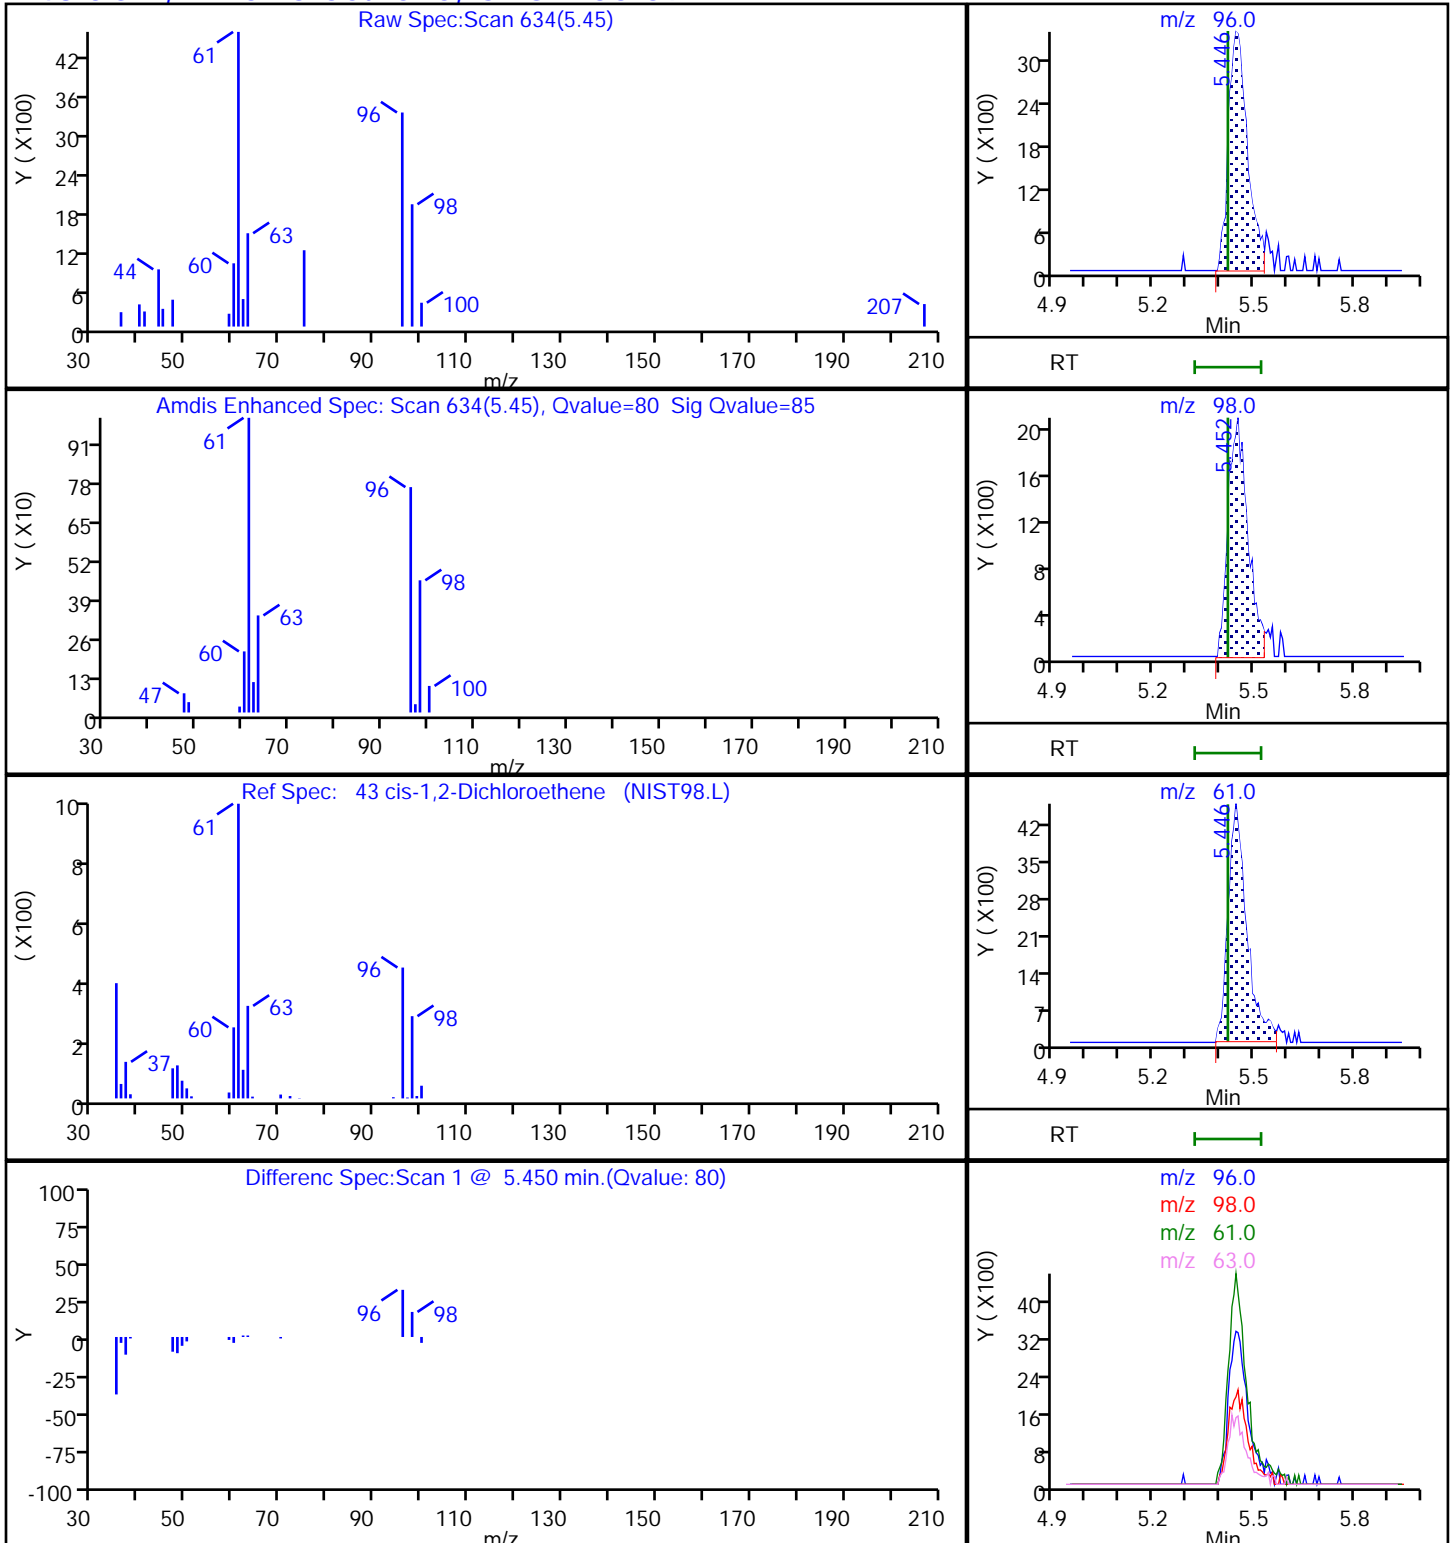 Raw Spec:Scan 634(5.45)
Y ( X100)
42
36
30
24
18
12
6
0
61
96
98
63
60
44
100
207
30 50 70 90 110 130 150 170 190 210
m/z
m/z 96.0
Y ( X100)
30
24
18
12
6
0
5.446
4.9 5.2 5.5 5.8
Min
RT
Amdis Enhanced Spec: Scan 634(5.45), Qvalue=80 Sig Qvalue=85
Y ( X10)
91
78
65
52
39
26
13
0
61
96
98
63
60
47
100
30 50 70 90 110 130 150 170 190 210
m/z
m/z 98.0
Y ( X100)
20
16
12
8
4
0
5.452
4.9 5.2 5.5 5.8
Min
RT
Ref Spec: 43 cis-1,2-Dichloroethene (NIST98.L)
( X100)
10
8
6
4
2
0
61
96
98
63
60
37
30 50 70 90 110 130 150 170 190 210
m/z 61.0
Y ( X100)
42
35
28
21
14
7
0
5.446
4.9 5.2 5.5 5.8
Min
RT
Differenc Spec:Scan 1 @ 5.450 min.(Qvalue: 80)
Y
100
75
50
25
0
-25
-50
-75
-100
96
98
30 50 70 90 110 130 150 170 190 210
m/z
m/z 96.0
m/z 98.0
m/z 61.0
m/z 63.0
Y ( X100)
40
32
24
16
8
0
4.9 5.2 5.5 5.8
Min